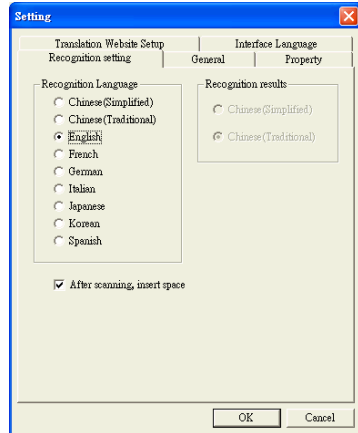 Setting
Translation Website Setup
Interface Language
Recognition setting
General
Property
Recognition Language
Chinese(Simplified)
Chinese(Traditional)
English
French
German
Italian
Japanese
Korean
Spanish
Recognition results
Chinese(Simplified)
Chinese(Traditional)
After scanning, insert space
OK
Cancel